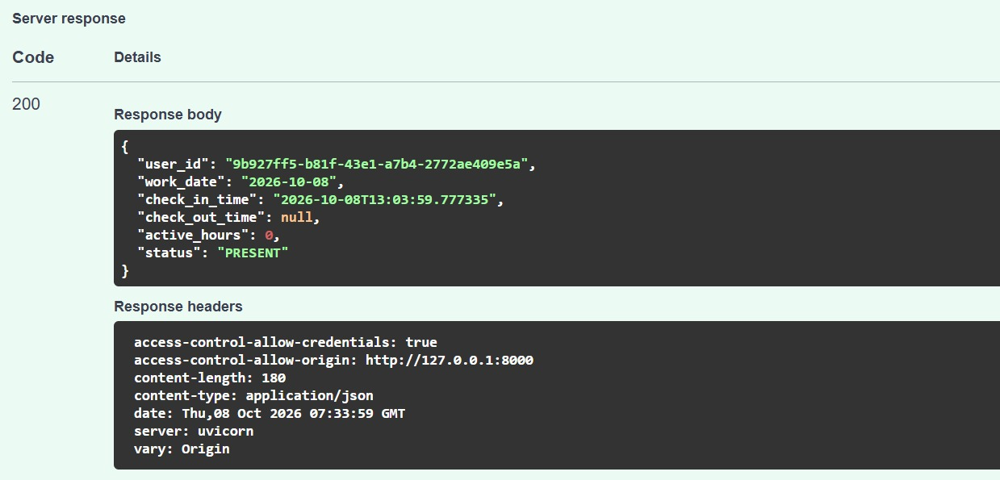 Server response
Code Details
200
Response body
{
  "user_id": "9b927ff5-b81f-43e1-a7b4-2772ae409e5a",
  "work_date": "2026-10-08",
  "check_in_time": "2026-10-08T13:03:59.777335",
  "check_out_time": null,
  "active_hours": 0,
  "status": "PRESENT"
}
Response headers
access-control-allow-credentials: true
access-control-allow-origin: http://127.0.0.1:8000
content-length: 180
content-type: application/json
date: Thu,08 Oct 2026 07:33:59 GMT
server: uvicorn
vary: Origin